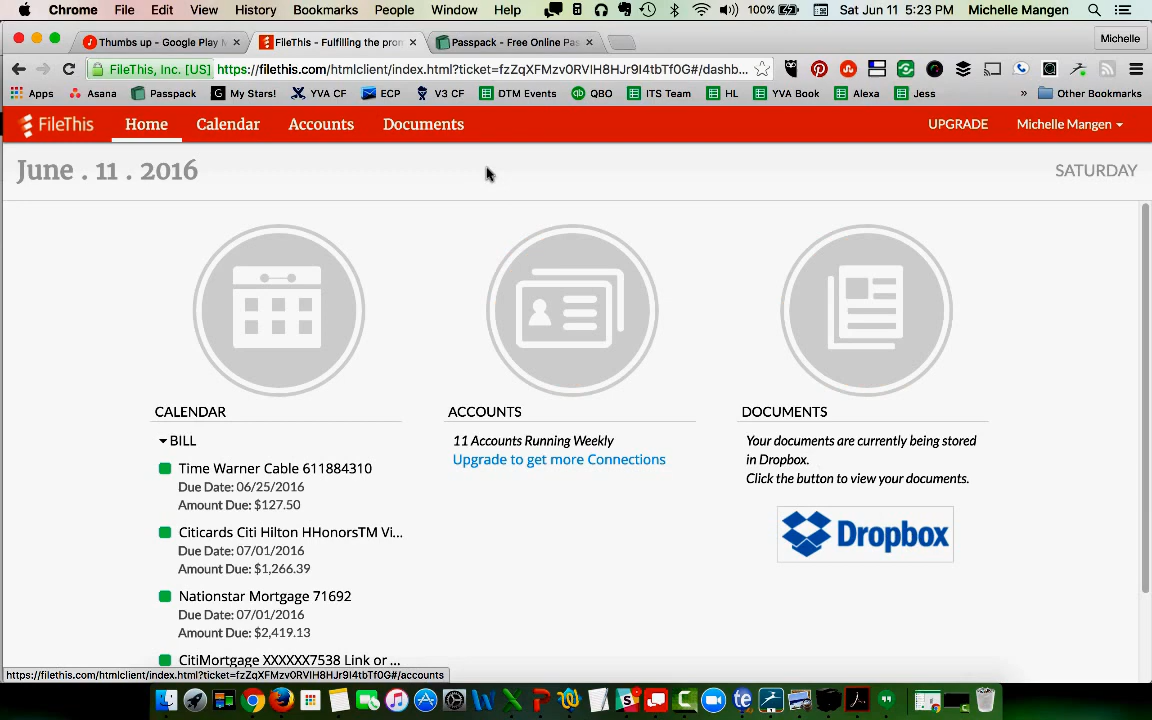 Chrome File Edit View History Bookmarks People Window Help 100% Sat Jun 11 5:23 PM Michelle Mangen
Thumbs up - Google Play M × FileThis - Fulfilling the pron × Passpack - Free Online Pas × Michelle
FileThis, Inc. [US] https://filethis.com/htmlclient/index.html?ticket=fzZqXFMzv0RVIH8HJr9I4tbTf0G#/dashb...
Apps Asana Passpack My Stars! YVA CF ECP V3 CF DTM Events QBO ITS Team HL YVA Book Alexa Jess » Other Bookmarks
FileThis Home Calendar Accounts Documents UPGRADE Michelle Mangen
June . 11 . 2016 SATURDAY
CALENDAR
BILL
Time Warner Cable 611884310
Due Date: 06/25/2016
Amount Due: $127.50
Citicards Citi Hilton HHonorsTM Vi...
Due Date: 07/01/2016
Amount Due: $1,266.39
Nationstar Mortgage 71692
Due Date: 07/01/2016
Amount Due: $2,419.13
CitiMortgage XXXXXX7538 Link or ...
ACCOUNTS
11 Accounts Running Weekly
Upgrade to get more Connections
DOCUMENTS
Your documents are currently being stored
in Dropbox.
Click the button to view your documents.
Dropbox
https://filethis.com/htmlclient/index.html?ticket=fzZqXFMzv0RVIH8HJr9I4tbTf0G#/accounts